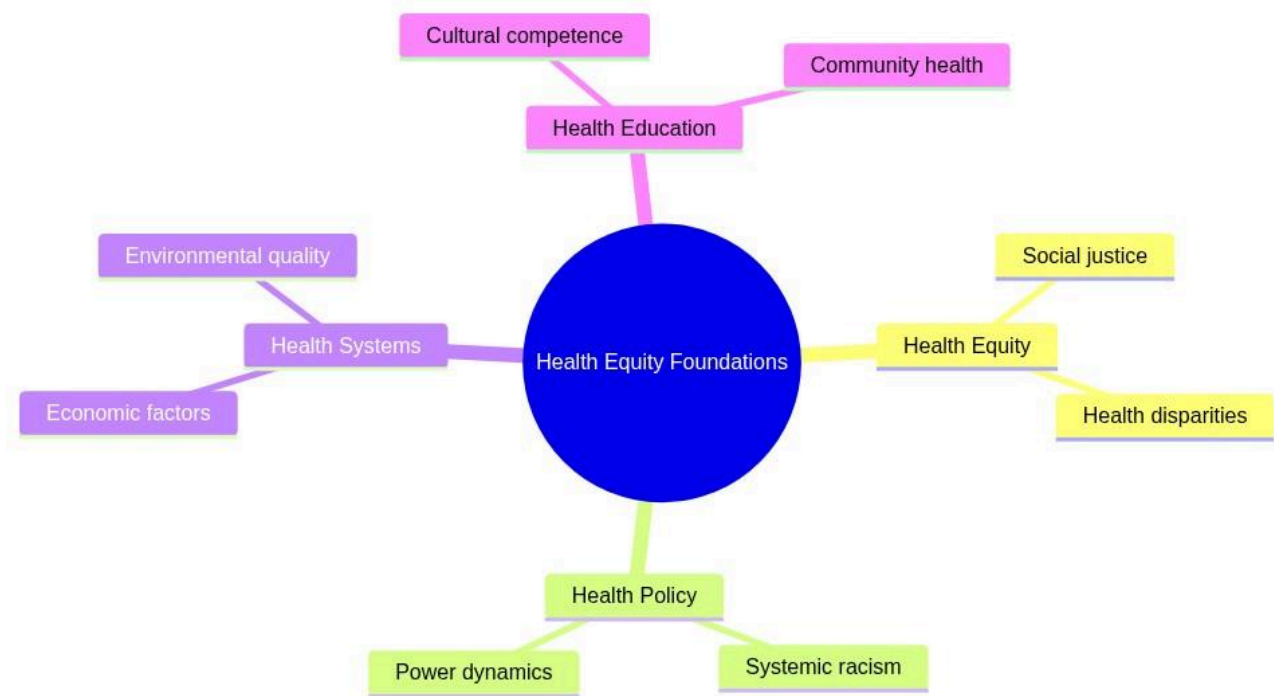 Cultural competence
Community health
Health Education
Environmental quality
Social justice
Health Systems
Health Equity Foundations
Health Equity
Economic factors
Health disparities
Health Policy
Power dynamics
Systemic racism